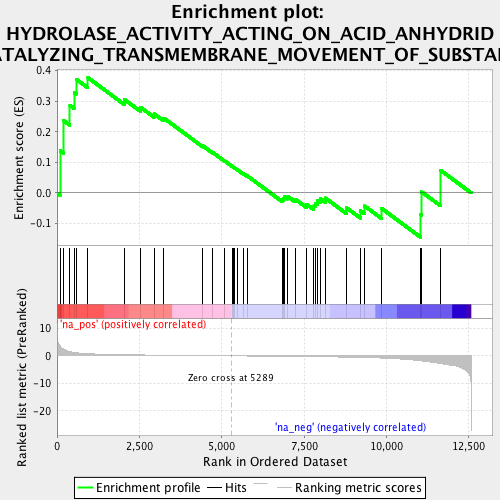 Enrichment plot:
HYDROLASE_ACTIVITY_ACTING_ON_ACID_ANHYDRID
ATALYZING_TRANSMEMBRANE_MOVEMENT_OF_SUBSTAN
Enrichment score (ES)
0.4
0.3
0.2
0.1
0.0
-0.1
'na_pos' (positively correlated)
Ranked list metric (PreRanked)
10
5
0
-5
-10
-20
Zero cross at 5289
'na_neg' (negatively correlated)
0
2,500
5,000
7,500
10,000
12,500
Rank in Ordered Dataset
Enrichment profile
Hits
Ranking metric scores